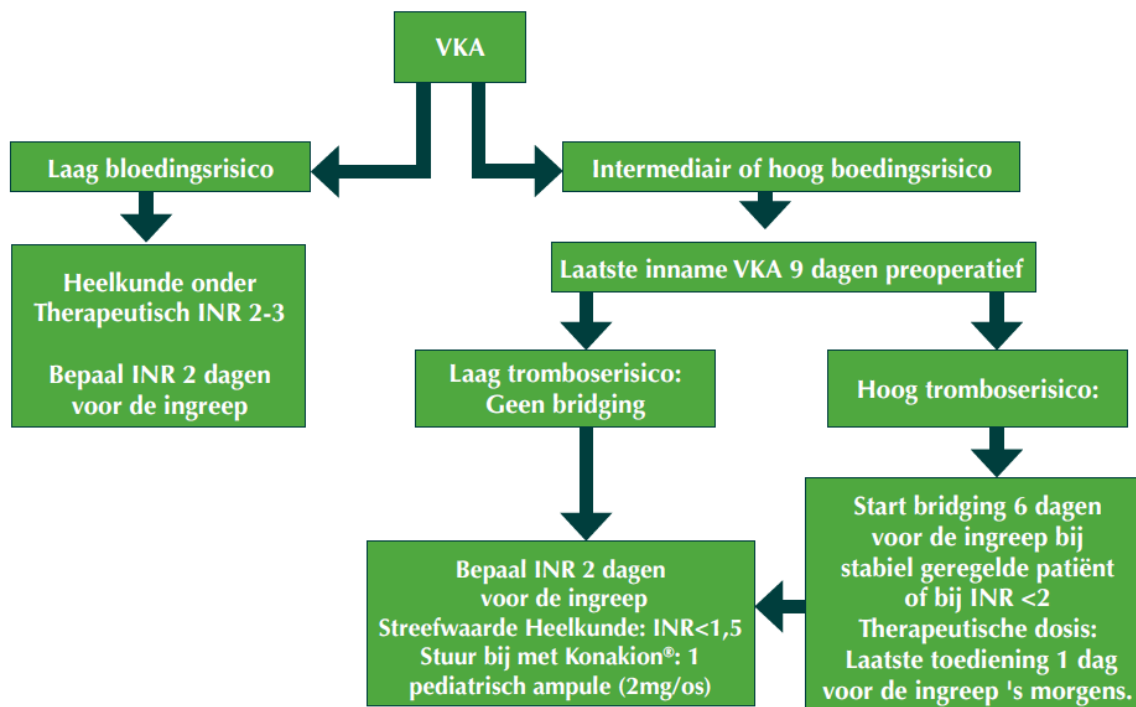 VKA
Laag bloedingsrisico
Intermediair of hoog boedingsrisico
Heelkunde onder
Therapeutisch INR 2-3
Bepaal INR 2 dagen
voor de ingreep
Laatste inname VKA 9 dagen preoperatief
Laag tromboserisico:
Geen bridging
Hoog tromboserisico:
Bepaal INR 2 dagen
voor de ingreep
Streefwaarde Heelkunde: INR<1,5
Stuur bij met Konakion®: 1
pediatrisch ampule (2mg/os)
Start bridging 6 dagen
voor de ingreep bij
stabiel geregelde patiënt
of bij INR <2
Therapeutische dosis:
Laatste toediening 1 dag
voor de ingreep 's morgens.